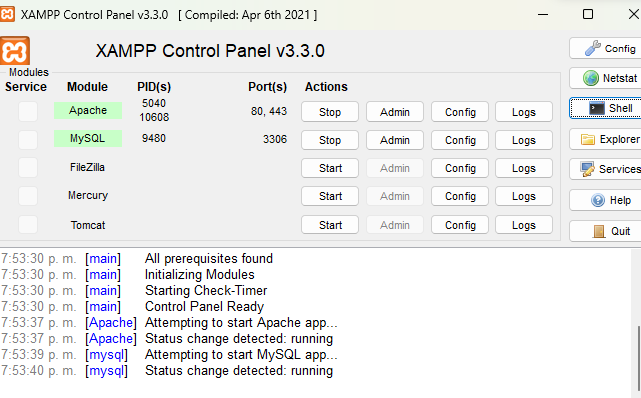 XAMPP Control Panel v3.3.0 [ Compiled: Apr 6th 2021 ]
XAMPP Control Panel v3.3.0
Config
Modules
Service Module PID(s) Port(s) Actions
Netstat
Apache 5040 10608 80, 443 Stop Admin Config Logs
Shell
MySQL 9480 3306 Stop Admin Config Logs
Explorer
FileZilla Start Admin Config Logs
Services
Mercury Start Admin Config Logs
Help
Tomcat Start Admin Config Logs
Quit
7:53:30 p. m. [main] All prerequisites found
7:53:30 p. m. [main] Initializing Modules
7:53:30 p. m. [main] Starting Check-Timer
7:53:30 p. m. [main] Control Panel Ready
7:53:37 p. m. [Apache] Attempting to start Apache app...
7:53:37 p. m. [Apache] Status change detected: running
7:53:39 p. m. [mysql] Attempting to start MySQL app...
7:53:40 p. m. [mysql] Status change detected: running